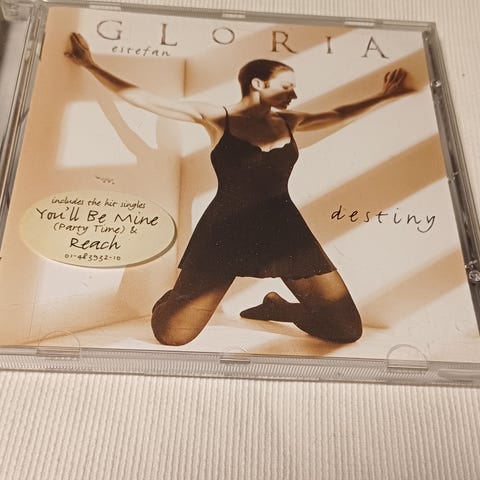 GLORIA
estefan
includes the hit singles
You'll Be Mine
(Party Time) &
Reach
01-483932-10
destiny